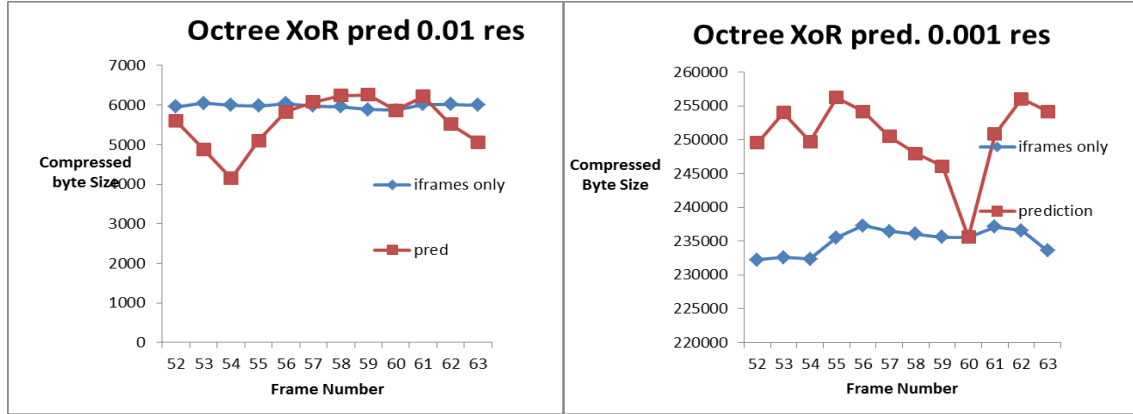 Octree XoR pred 0.01 res
7000
6000
5000
4000
3000
2000
1000
0
Compressed
byte Size
iframes only
pred
52 53 54 55 56 57 58 59 60 61 62 63
Frame Number
Octree XoR pred. 0.001 res
260000
255000
250000
245000
240000
235000
230000
225000
220000
Compressed
Byte Size
iframes only
prediction
52 53 54 55 56 57 58 59 60 61 62 63
Frame Number